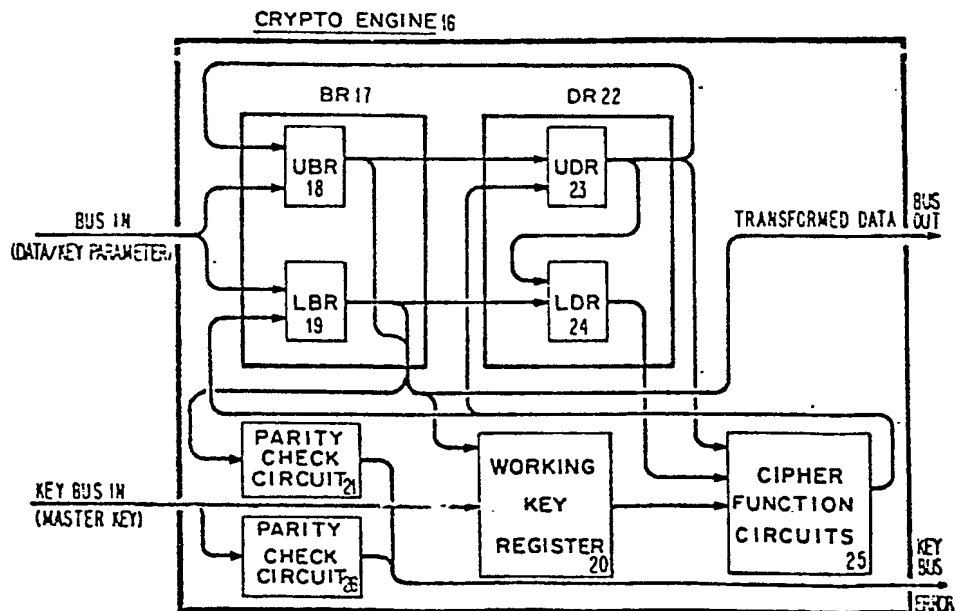 CRYPTO ENGINE 16
BR 17
DR 22
UBR
18
UDR
23
BUS IN
(DATA/KEY PARAMETER)
TRANSFORMED DATA
BUS
OUT
LBR
19
LDR
24
PARITY
CHECK
CIRCUIT 21
KEY BUS IN
(MASTER KEY)
PARITY
CHECK
CIRCUIT 26
WORKING
KEY
REGISTER 20
CIPHER
FUNCTION
CIRCUITS
25
KEY
BUS
ERROR